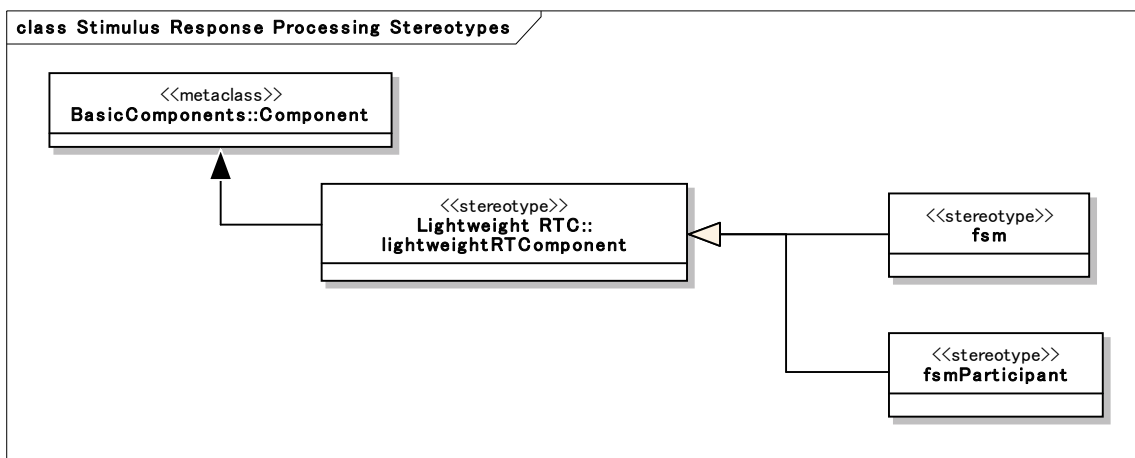 class Stimulus Response Processing Stereotypes
<<metaclass>>
BasicComponents::Component
<<stereotype>>
Lightweight RTC::
lightweightRTComponent
<<stereotype>>
fsm
<<stereotype>>
fsmParticipant